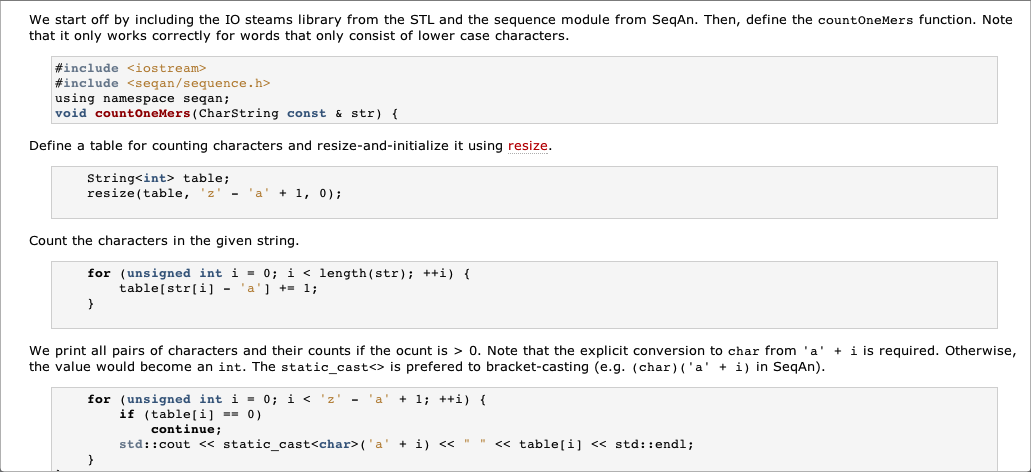 We start off by including the IO steams library from the STL and the sequence module from SeqAn. Then, define the countOneMers function. Note
that it only works correctly for words that only consist of lower case characters.
#include <iostream>
#include <seqan/sequence.h>
using namespace seqan;
void countOneMers(CharString const & str) {
Define a table for counting characters and resize-and-initialize it using resize.
    String<int> table;
    resize(table, 'z' - 'a' + 1, 0);
Count the characters in the given string.
    for (unsigned int i = 0; i < length(str); ++i) {
        table[str[i] - 'a'] += 1;
    }
We print all pairs of characters and their counts if the ocunt is > 0. Note that the explicit conversion to char from 'a' + i is required. Otherwise,
the value would become an int. The static_cast<> is prefered to bracket-casting (e.g. (char)('a' + i) in SeqAn).
    for (unsigned int i = 0; i < 'z' - 'a' + 1; ++i) {
        if (table[i] == 0)
            continue;
        std::cout << static_cast<char>('a' + i) << " " << table[i] << std::endl;
    }